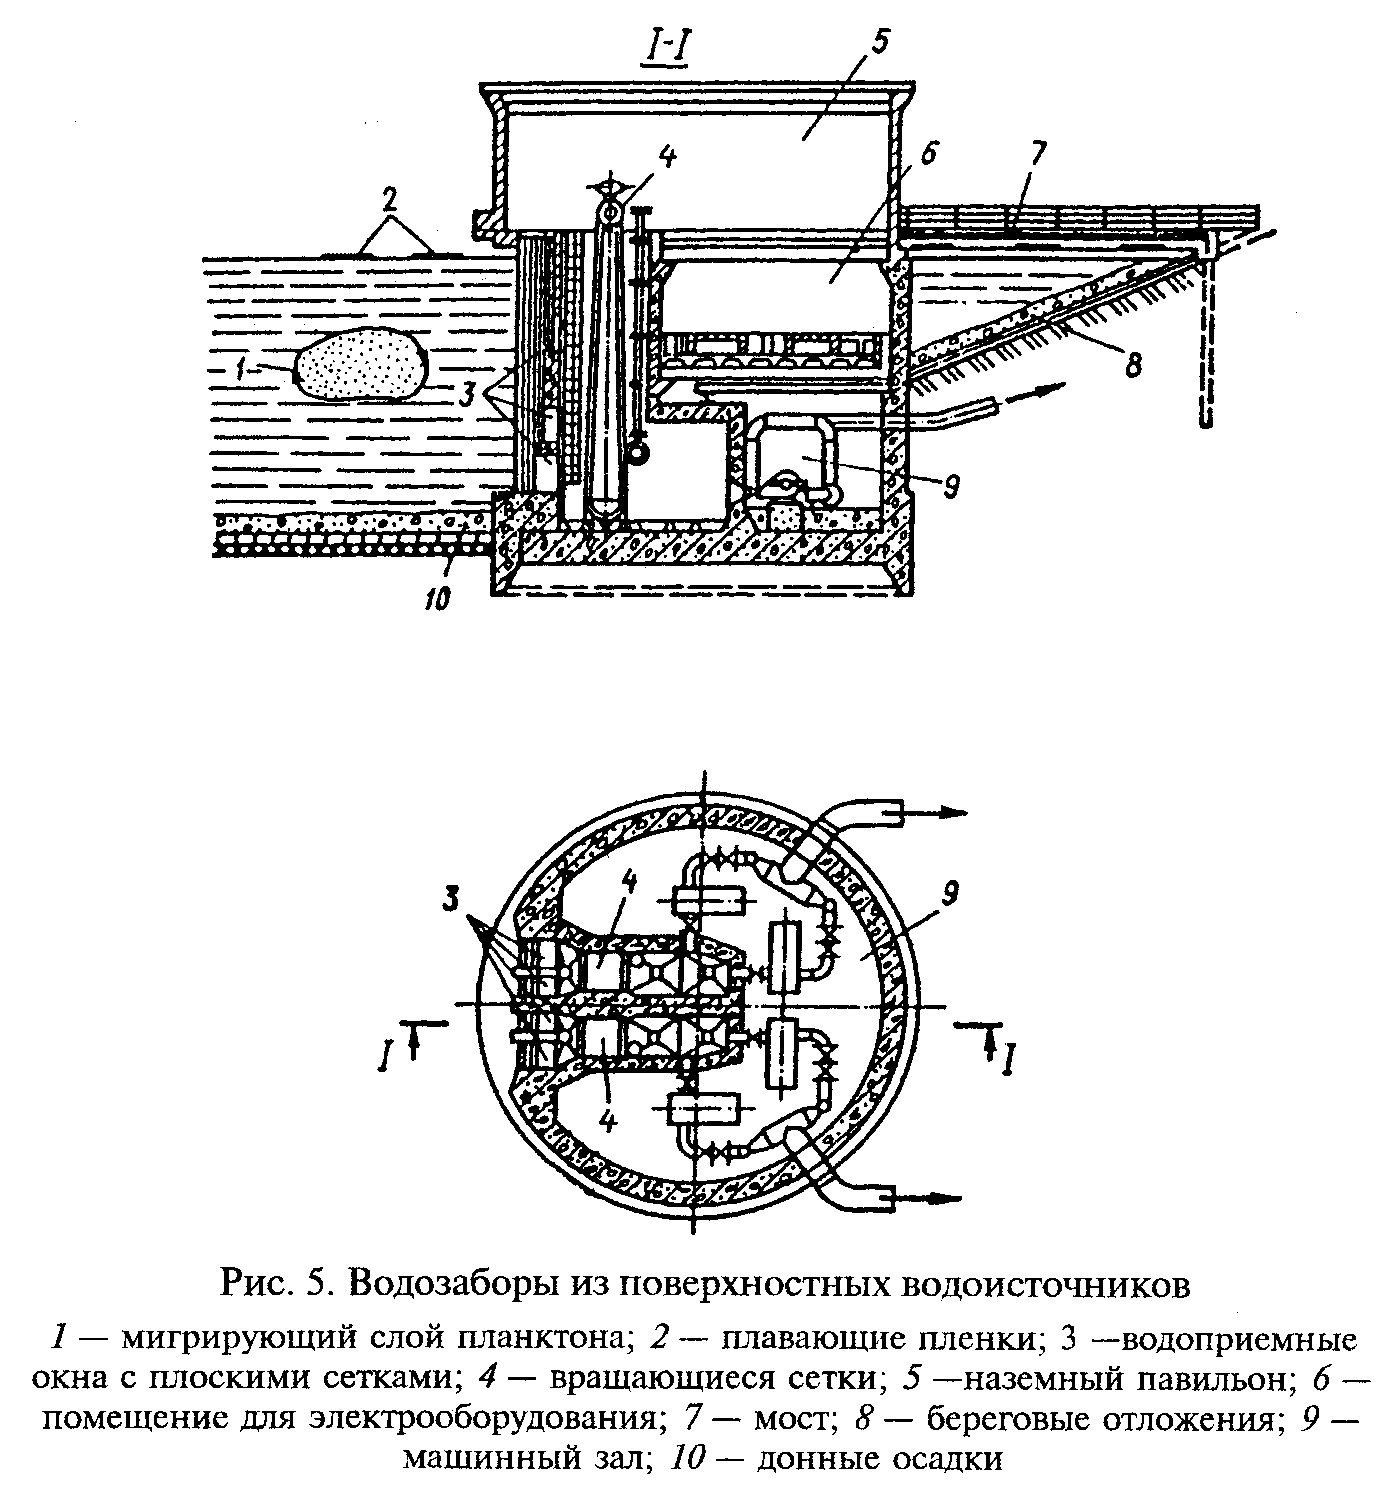 I-I
5
4
6
7
2
1
3
8
9
10
3
4
9
I
I
4
Рис. 5. Водозаборы из поверхностных водоисточников
1 — мигрирующий слой планктона; 2 — плавающие пленки; 3 —водоприемные
окна с плоскими сетками; 4 — вращающиеся сетки; 5 —наземный павильон; 6 —
помещение для электрооборудования; 7 — мост; 8 — береговые отложения; 9 —
машинный зал; 10 — донные осадки